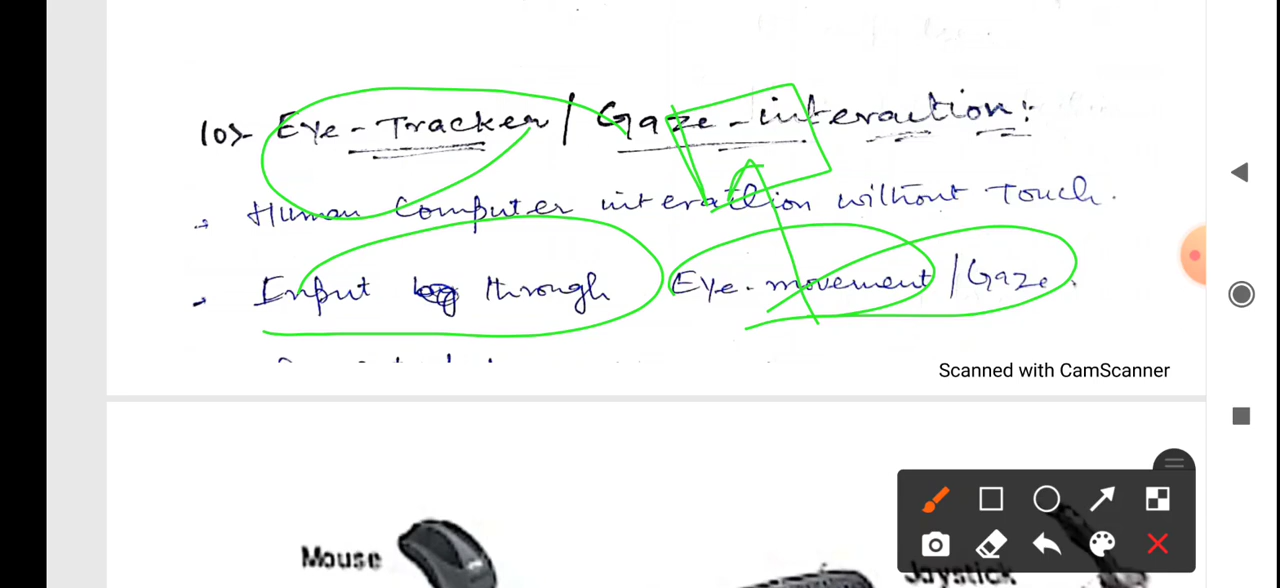 10>. Eye-Tracker / Gaze-interaction:
→ Human Computer interaction without Touch.
• Input through Eye-movement / Gaze.
Scanned with CamScanner
Mouse
Joystick